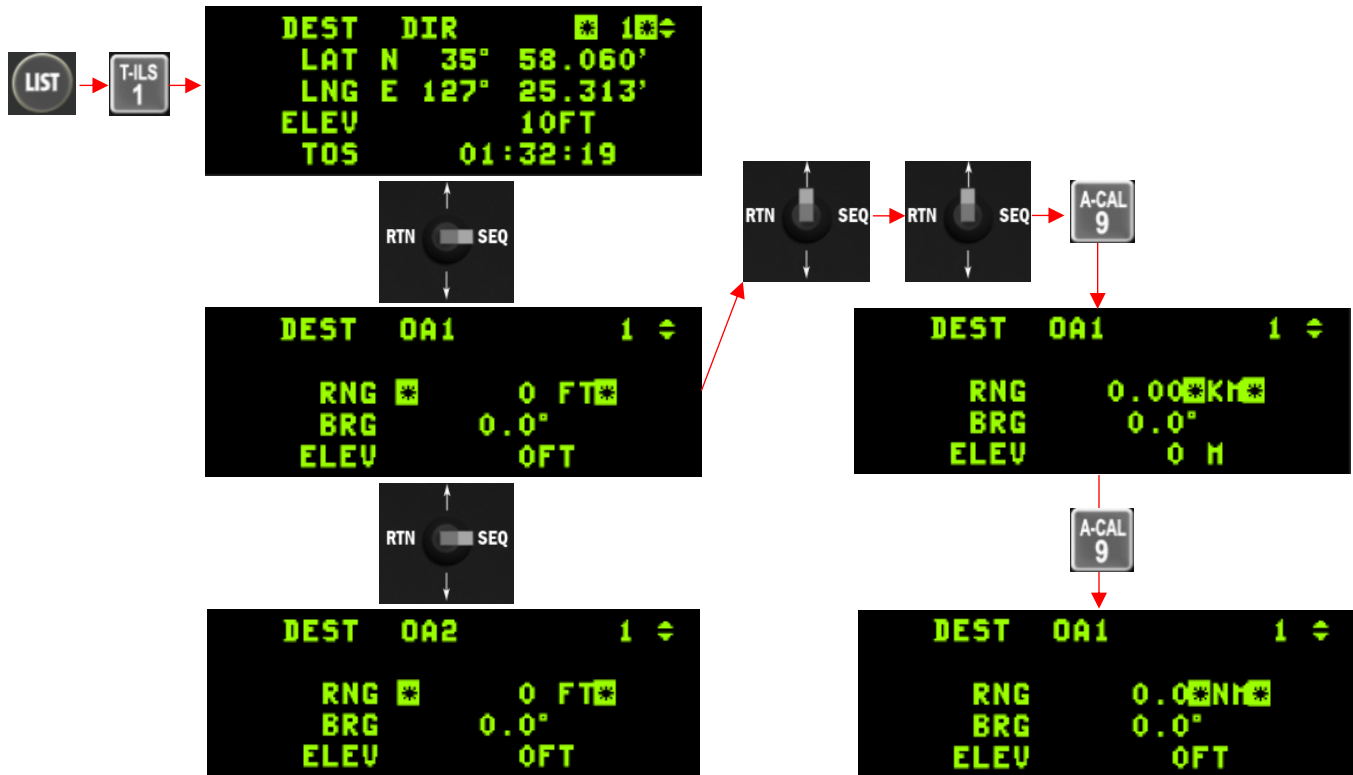 LIST
T-ILS
1
DEST DIR * 1*
LAT N 35° 58.060'
LNG E 127° 25.313'
ELEV 10FT
TOS 01:32:19
RTN SEQ
DEST OA1 1
RNG * 0 FT*
BRG 0.0°
ELEV 0FT
RTN SEQ
DEST OA2 1
RNG * 0 FT*
BRG 0.0°
ELEV 0FT
RTN SEQ
RTN SEQ
A-CAL
9
DEST OA1 1
RNG 0.00*KM*
BRG 0.0°
ELEV 0 M
A-CAL
9
DEST OA1 1
RNG 0.0*NM*
BRG 0.0°
ELEV 0FT